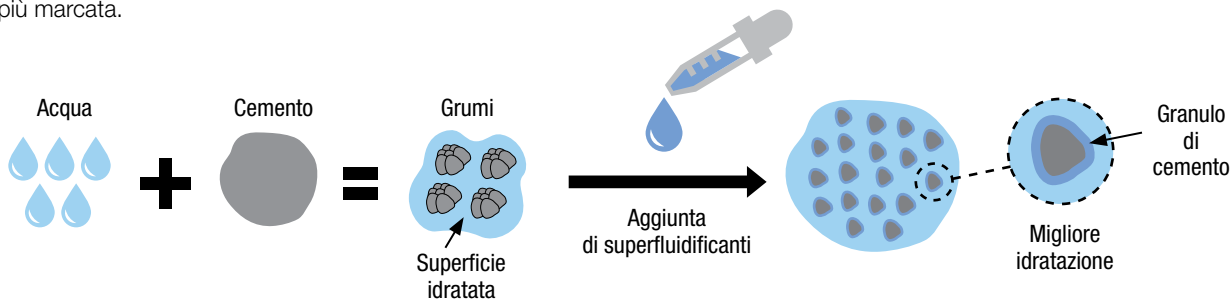 più marcata.
Acqua
Cemento
Grumi
Superficie
idratata
Aggiunta
di superfluidificanti
Granulo
di
cemento
Migliore
idratazione